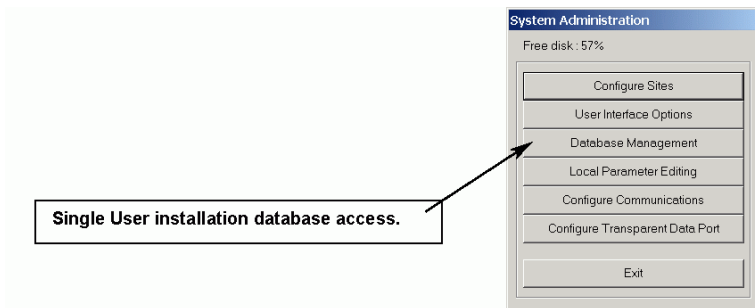 System Administration
Free disk : 57%
Configure Sites
User Interface Options
Database Management
Local Parameter Editing
Configure Communications
Configure Transparent Data Port
Exit
Single User installation database access.